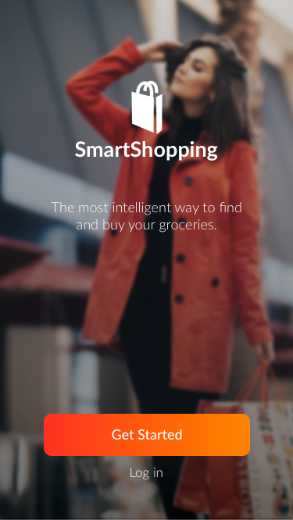 SmartShopping
The most intelligent way to find
and buy your groceries.
Get Started
Log in